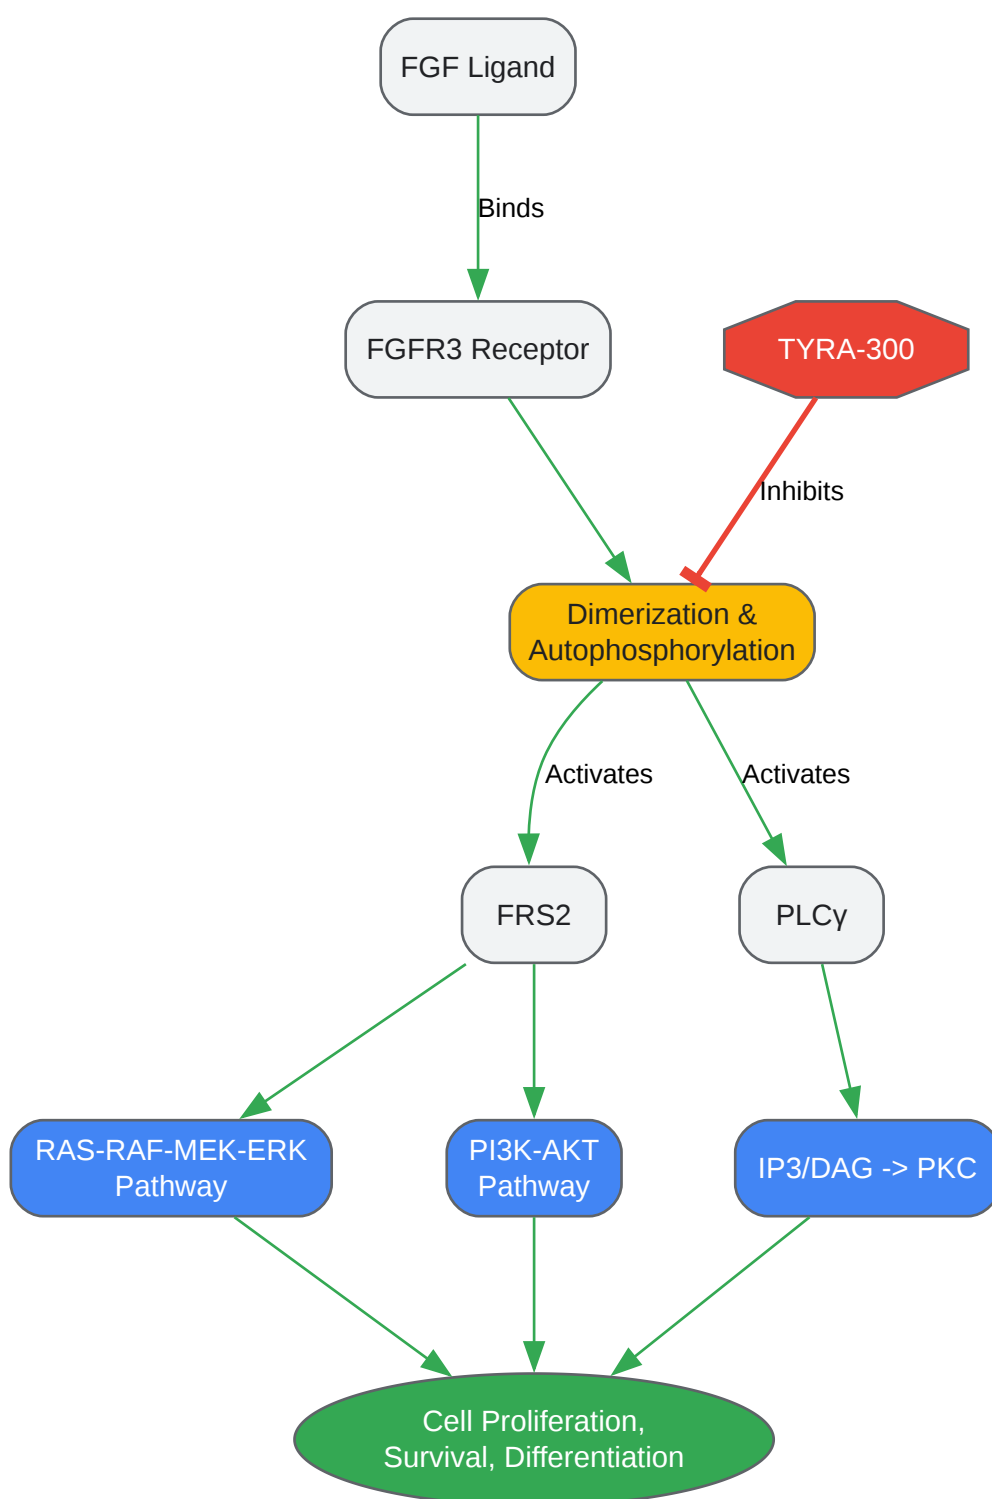 FGF Ligand
Binds
FGFR3 Receptor
TYRA-300
Inhibits
Dimerization &
Autophosphorylation
Activates
Activates
FRS2
PLCγ
RAS-RAF-MEK-ERK
Pathway
PI3K-AKT
Pathway
IP3/DAG -> PKC
Cell Proliferation,
Survival, Differentiation